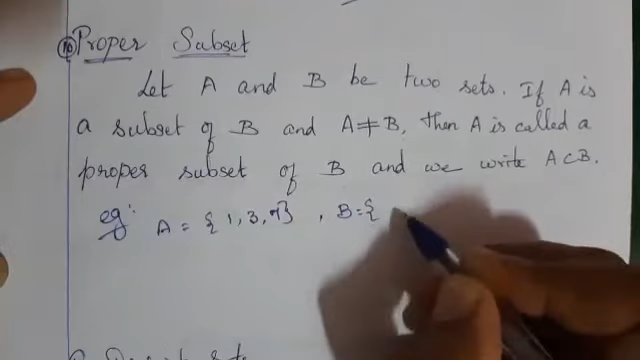 10 Proper Subset
Let A and B be two sets. If A is
a subset of B and A≠B, then A is called a
proper subset of B and we write A⊂B.
eg: A = { 1, 3, 7} , B={